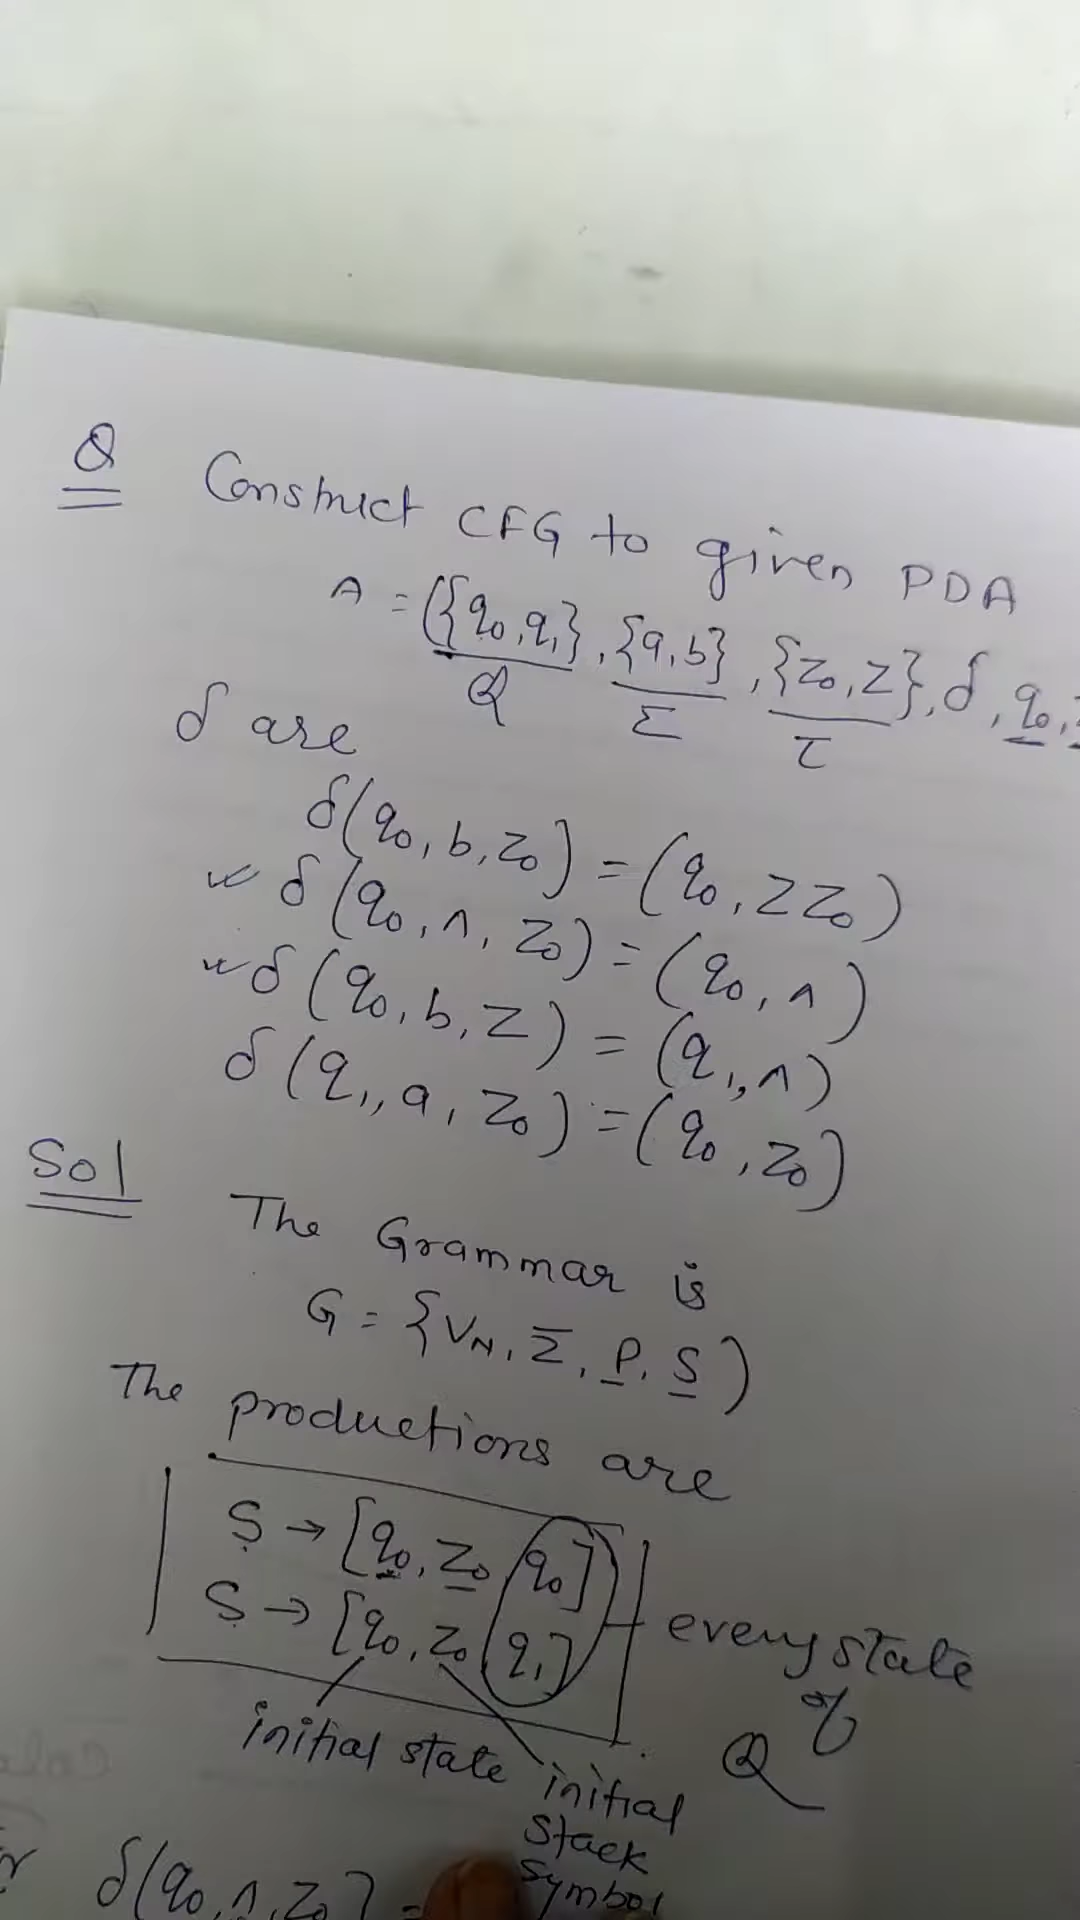 Q Construct CFG to given PDA
A = ({q₀,q₁}, {a,b}, {Z₀,Z}, δ, q₀,
Q Σ τ
δ are
δ(q₀, b, Z₀) = (q₀, ZZ₀)
δ(q₀, ∧, Z₀) = (q₀, ∧)
δ(q₀, b, Z) = (q₁, ∧)
δ(q₁, a, Z₀) = (q₀, Z₀)
Sol The Grammar is
G = {V_N, Σ, P, S)
The productions are
S → [q₀, Z₀, q₀]
S → [q₀, Z₀, q₁]
every state
of
Q
initial state
initial
stack
symbol
δ(q₀, ∧, Z₀) =